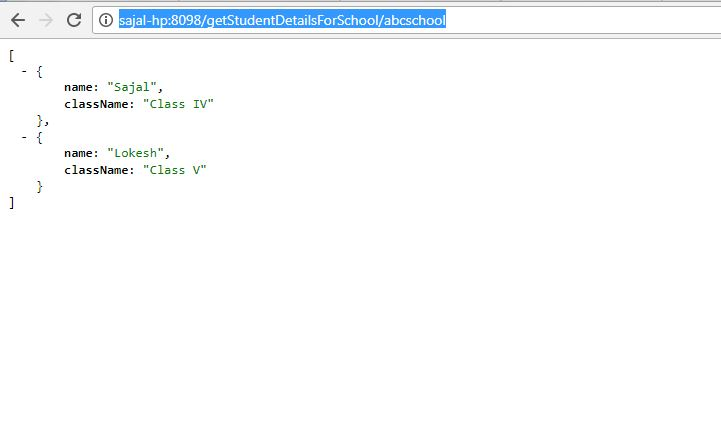 sajal-hp:8098/getStudentDetailsForSchool/abcschool
[
- {
name: "Sajal",
className: "Class IV"
},
- {
name: "Lokesh",
className: "Class V"
}
]